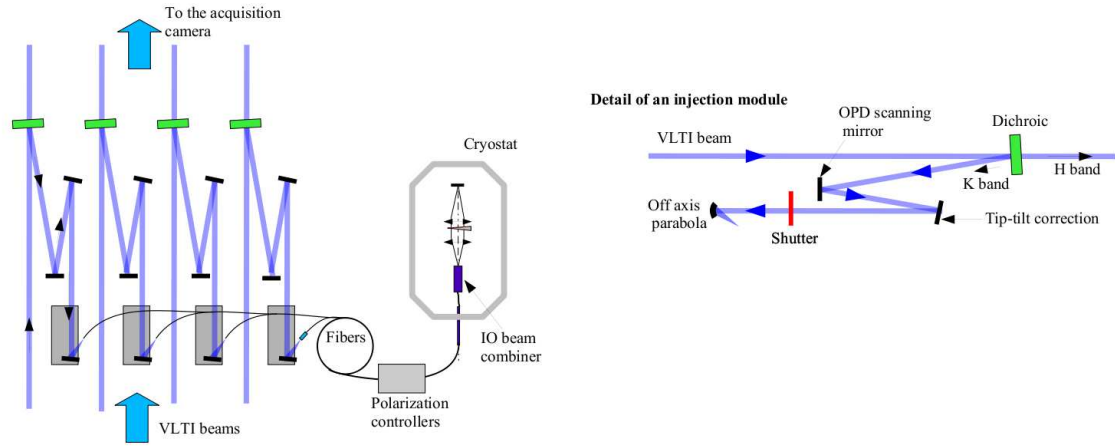 To the acquisition
camera
Cryostat
IO beam
combiner
Fibers
Polarization
controllers
VLTI beams
Detail of an injection module
OPD scanning
mirror
Dichroic
VLTI beam
K band
H band
Off axis
parabola
Shutter
Tip-tilt correction